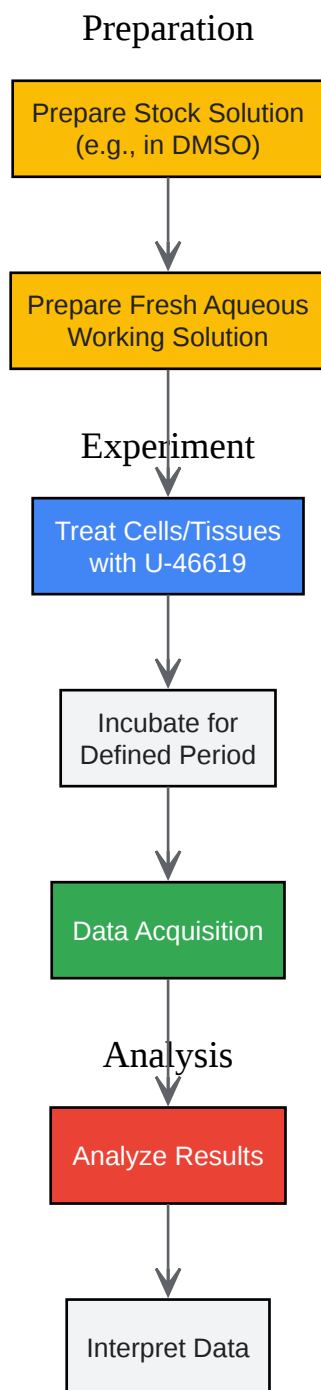 Preparation
Prepare Stock Solution
(e.g., in DMSO)
Prepare Fresh Aqueous
Working Solution
Experiment
Treat Cells/Tissues
with U-46619
Incubate for
Defined Period
Data Acquisition
Analysis
Analyze Results
Interpret Data